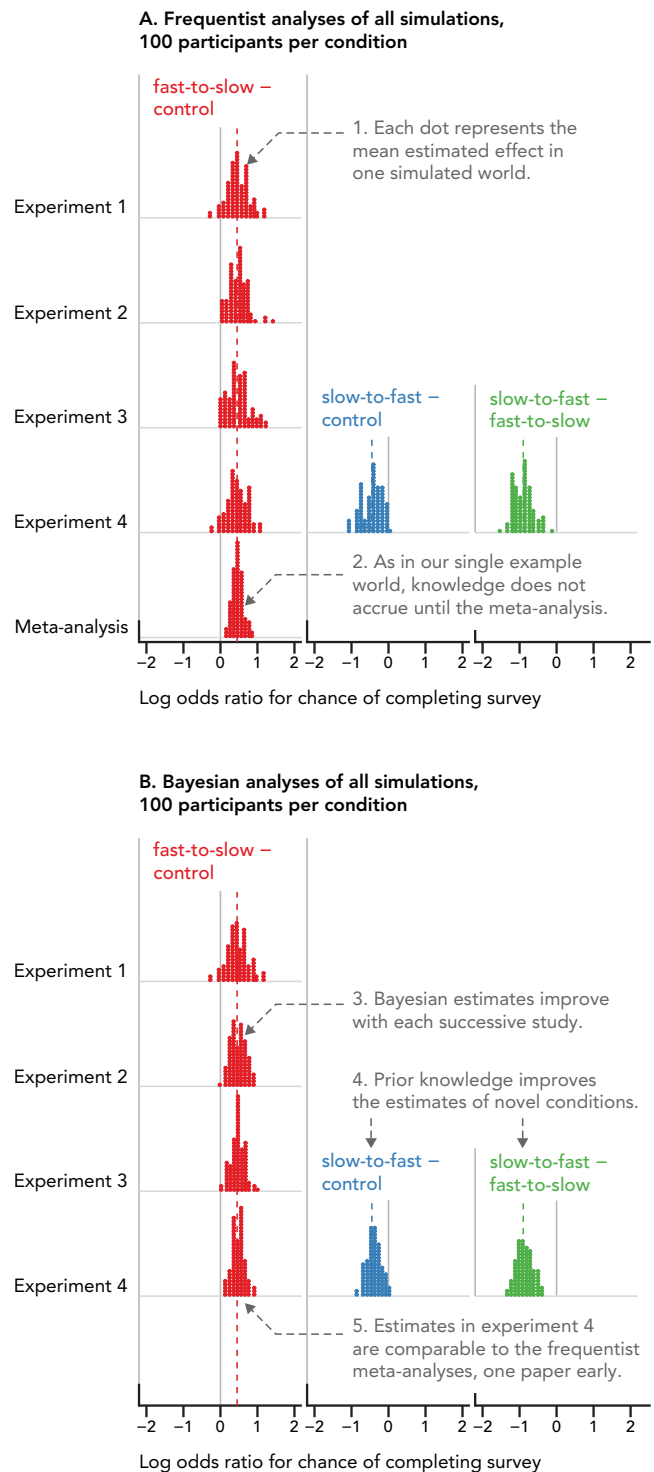 A. Frequentist analyses of all simulations,
100 participants per condition
fast-to-slow –
control
1. Each dot represents the
mean estimated effect in
one simulated world.
Experiment 1
Experiment 2
Experiment 3
slow-to-fast –
control
slow-to-fast –
fast-to-slow
Experiment 4
2. As in our single example
world, knowledge does not
accrue until the meta-analysis.
Meta-analysis
−2 −1 0 1 2 −2 −1 0 1 2 −2 −1 0 1 2
Log odds ratio for chance of completing survey
B. Bayesian analyses of all simulations,
100 participants per condition
fast-to-slow –
control
Experiment 1
3. Bayesian estimates improve
with each successive study.
Experiment 2
4. Prior knowledge improves
the estimates of novel conditions.
Experiment 3
slow-to-fast –
control
slow-to-fast –
fast-to-slow
Experiment 4
5. Estimates in experiment 4
are comparable to the frequentist
meta-analyses, one paper early.
−2 −1 0 1 2 −2 −1 0 1 2 −2 −1 0 1 2
Log odds ratio for chance of completing survey